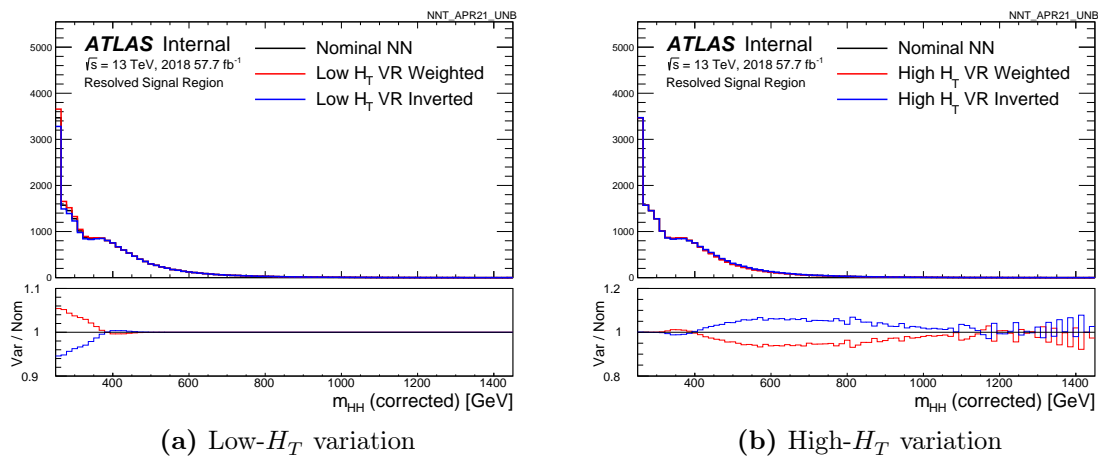 NNT_APR21_UNB
ATLAS Internal
√s = 13 TeV, 2018 57.7 fb⁻¹
Resolved Signal Region
Nominal NN
Low H_T VR Weighted
Low H_T VR Inverted
5000
4000
3000
2000
1000
0
1.1
1
0.9
Var / Nom
400 600 800 1000 1200 1400
m_HH (corrected) [GeV]
(a) Low-H_T variation
NNT_APR21_UNB
ATLAS Internal
√s = 13 TeV, 2018 57.7 fb⁻¹
Resolved Signal Region
Nominal NN
High H_T VR Weighted
High H_T VR Inverted
5000
4000
3000
2000
1000
0
1.2
1
0.8
Var / Nom
400 600 800 1000 1200 1400
m_HH (corrected) [GeV]
(b) High-H_T variation